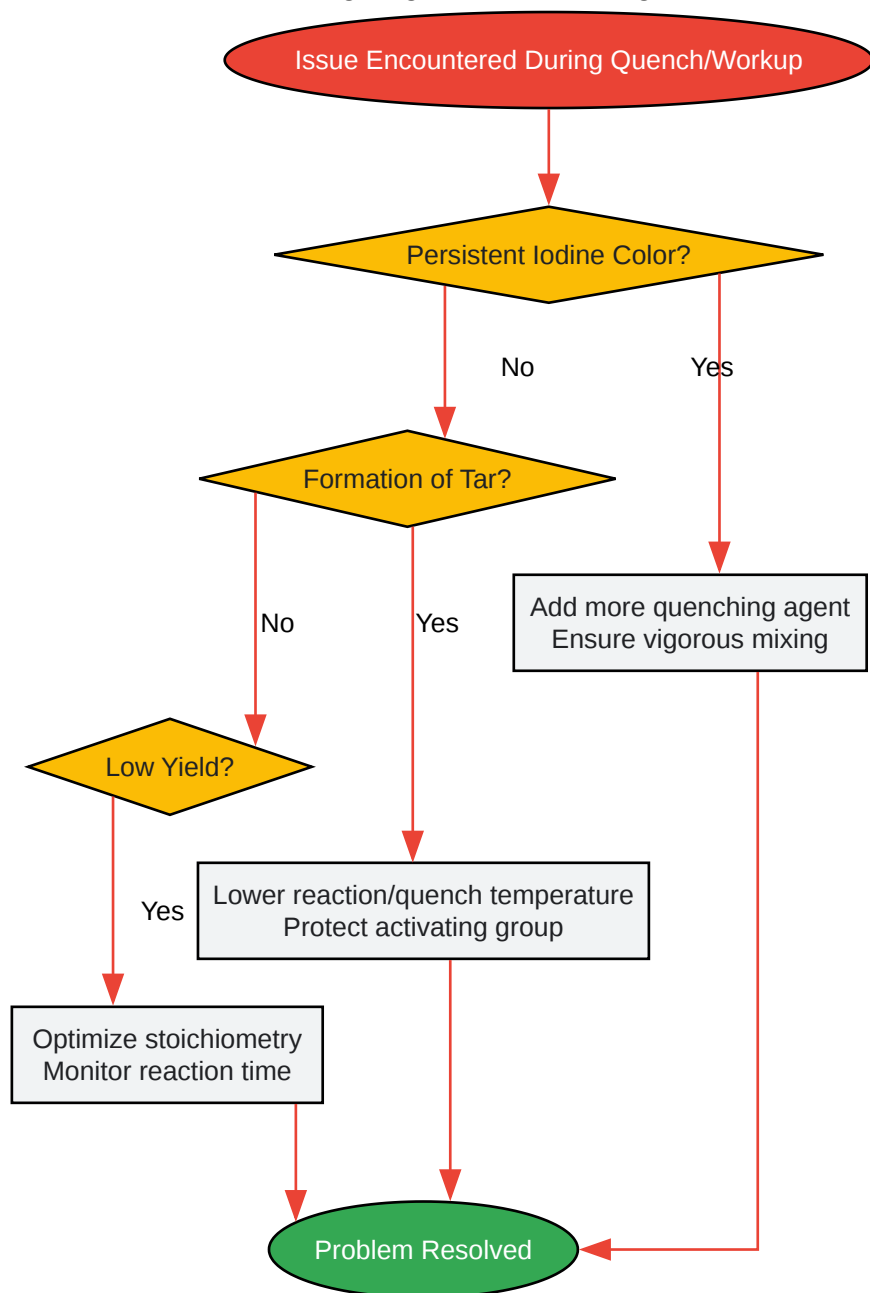 Issue Encountered During Quench/Workup
Persistent Iodine Color?
No
Yes
Formation of Tar?
Add more quenching agent
Ensure vigorous mixing
No
Yes
Low Yield?
Lower reaction/quench temperature
Protect activating group
Yes
Optimize stoichiometry
Monitor reaction time
Problem Resolved